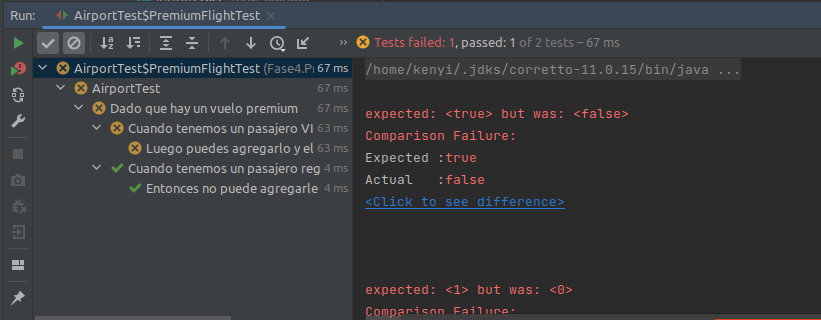 Run: AirportTest$PremiumFlightTest
Tests failed: 1, passed: 1 of 2 tests – 67 ms
AirportTest$PremiumFlightTest (Fase4.Pr 67 ms
AirportTest 67 ms
Dado que hay un vuelo premium 67 ms
Cuando tenemos un pasajero VI 63 ms
Luego puedes agregarlo y el 63 ms
Cuando tenemos un pasajero reg 4 ms
Entonces no puede agregarle 4 ms
/home/kenyi/.jdks/corretto-11.0.15/bin/java ...
expected: <true> but was: <false>
Comparison Failure:
Expected :true
Actual :false
<Click to see difference>
expected: <1> but was: <0>
Comparison Failure: